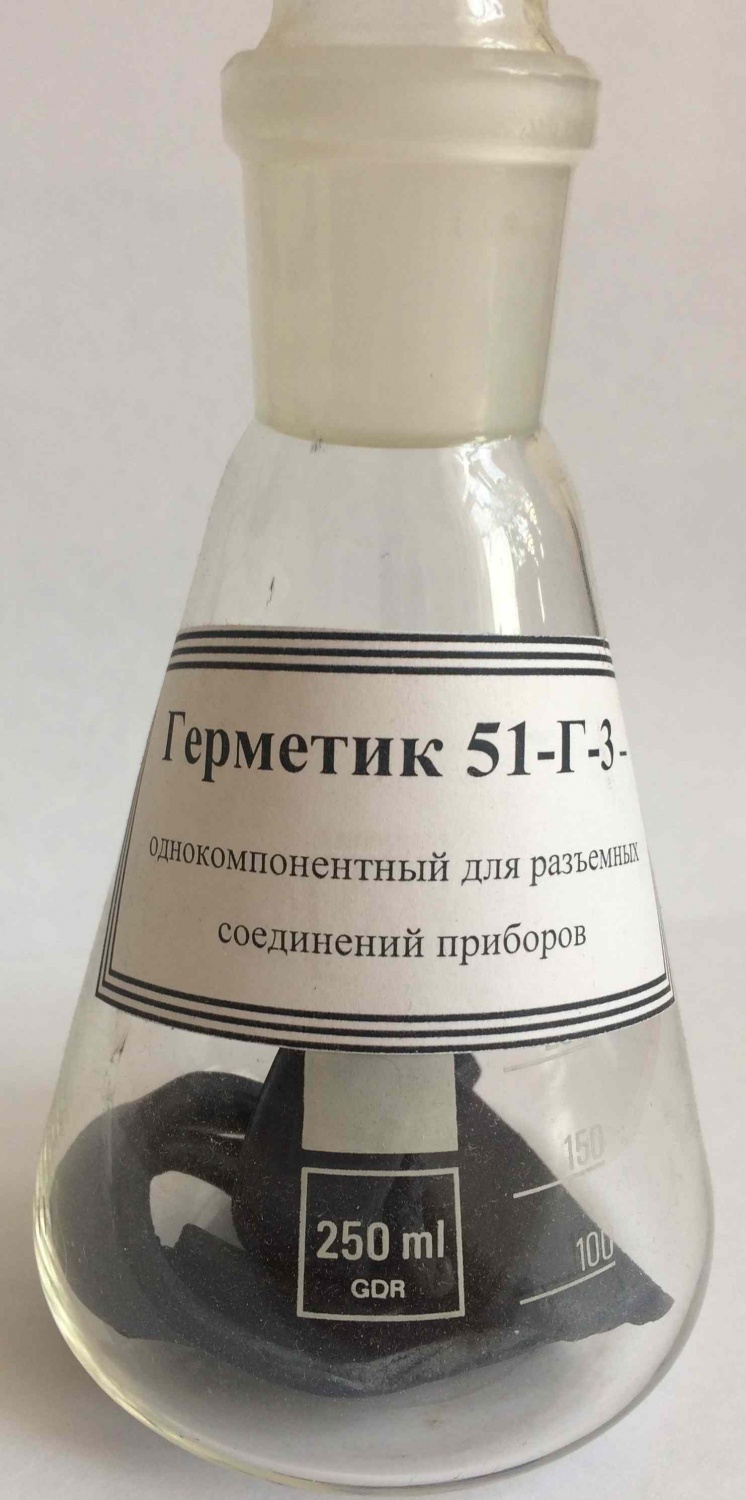 Герметик 51-Г-3-
однокомпонентный для разъемных
соединений приборов
150
250 ml
100
GDR